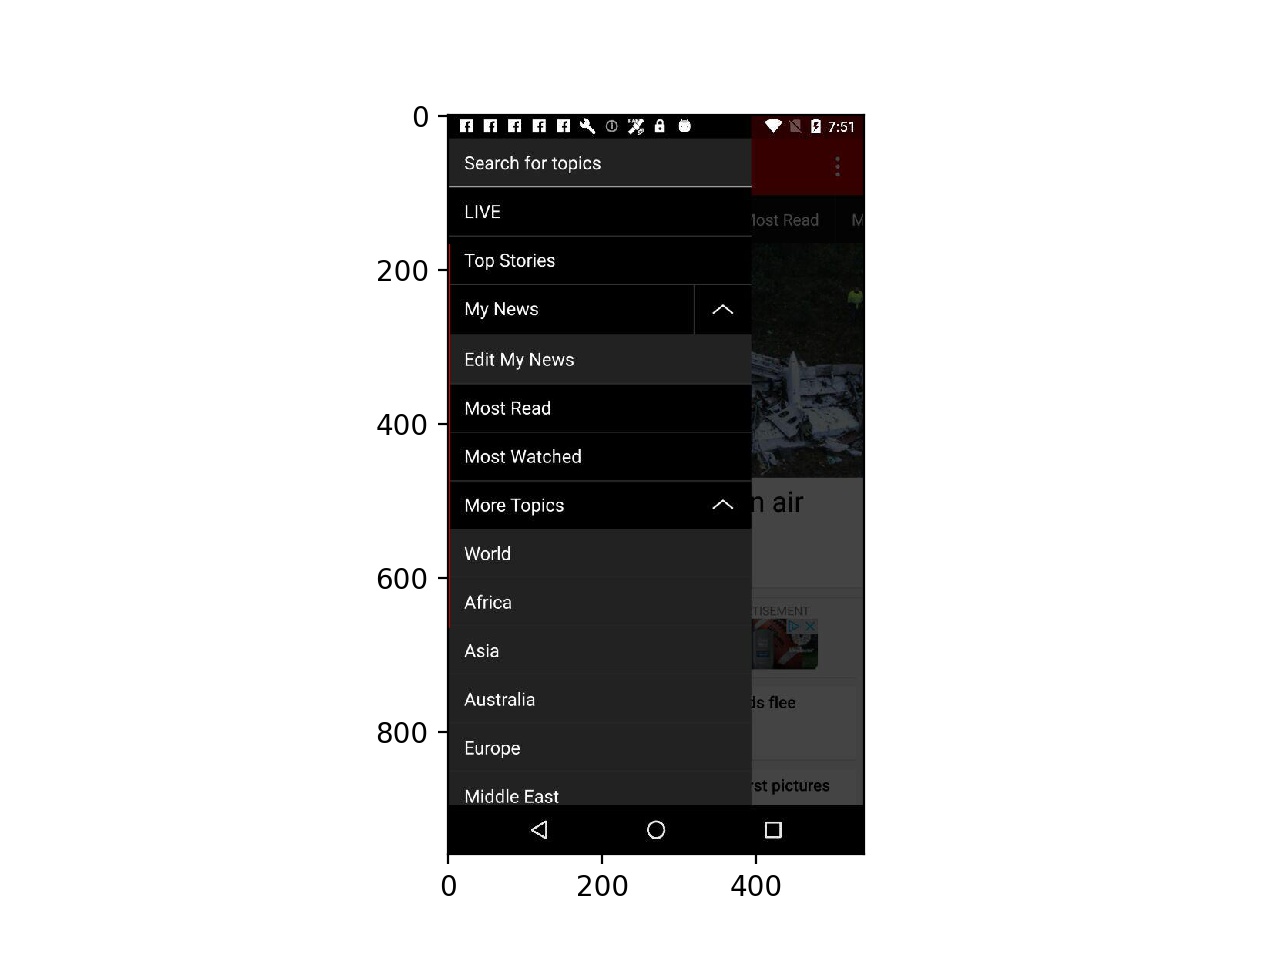 0
200
400
600
800
0 200 400
7:51
Search for topics
LIVE
Top Stories
My News
Edit My News
Most Read
Most Watched
More Topics
World
Africa
Asia
Australia
Europe
Middle East
Most Read M
n air
TISEMENT
ds flee
rst pictures